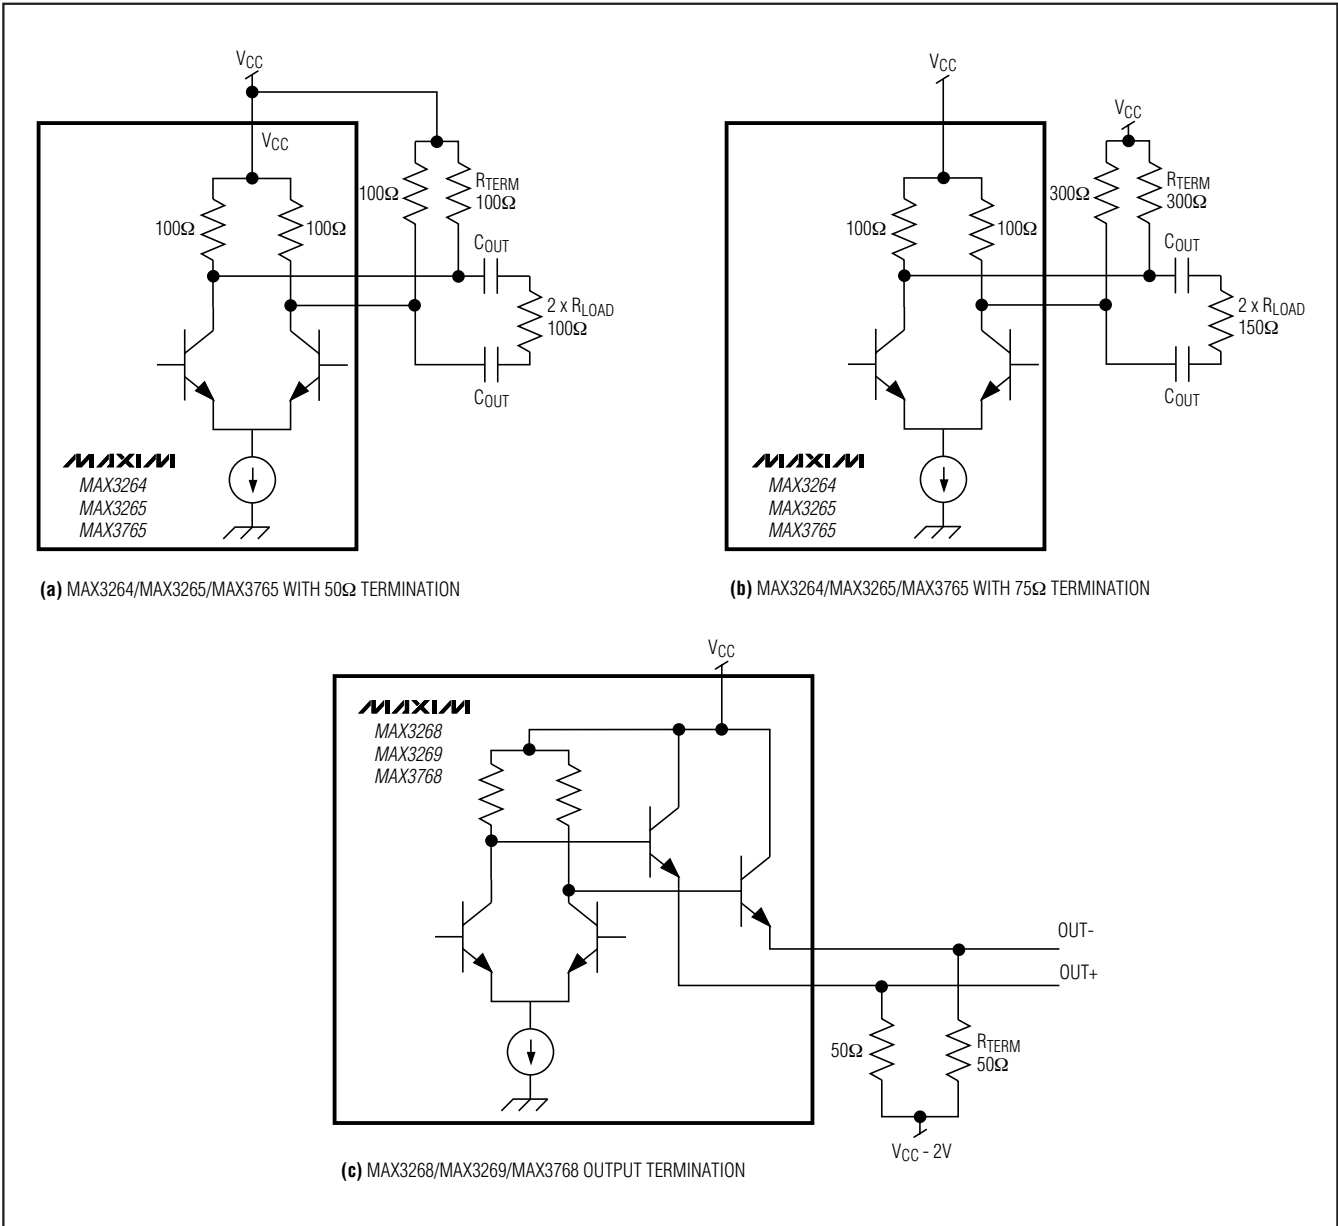 VCC
VCC
100Ω
RTERM
100Ω
100Ω
100Ω
COUT
2 x RLOAD
100Ω
COUT
MAXIM
MAX3264
MAX3265
MAX3765
(a) MAX3264/MAX3265/MAX3765 WITH 50Ω TERMINATION
VCC
VCC
300Ω
RTERM
300Ω
100Ω
100Ω
COUT
2 x RLOAD
150Ω
COUT
MAXIM
MAX3264
MAX3265
MAX3765
(b) MAX3264/MAX3265/MAX3765 WITH 75Ω TERMINATION
VCC
MAXIM
MAX3268
MAX3269
MAX3768
OUT-
OUT+
50Ω
RTERM
50Ω
VCC - 2V
(c) MAX3268/MAX3269/MAX3768 OUTPUT TERMINATION